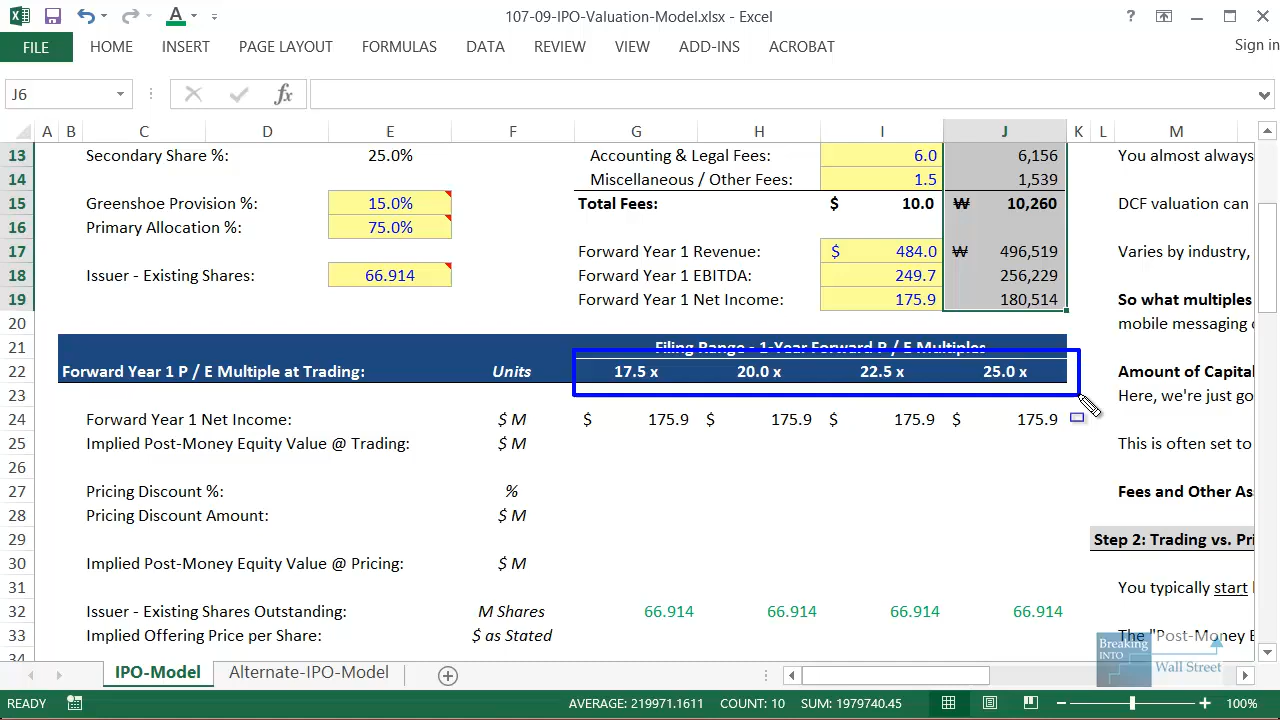 107-09-IPO-Valuation-Model.xlsx - Excel
FILE HOME INSERT PAGE LAYOUT FORMULAS DATA REVIEW VIEW ADD-INS ACROBAT Sign in
J6 fx
A B C D E F G H I J K L M
13 Secondary Share %: 25.0% Accounting & Legal Fees: 6.0 6,156 You almost always
14 Miscellaneous / Other Fees: 1.5 1,539
15 Greenshoe Provision %: 15.0% Total Fees: $ 10.0 ₩ 10,260 DCF valuation can
16 Primary Allocation %: 75.0%
17 Forward Year 1 Revenue: $ 484.0 ₩ 496,519 Varies by industry,
18 Issuer - Existing Shares: 66.914 Forward Year 1 EBITDA: 249.7 256,229
19 Forward Year 1 Net Income: 175.9 180,514 So what multiples
20 mobile messaging
21 Filing Range - 1-Year Forward P / E Multiples
22 Forward Year 1 P / E Multiple at Trading: Units 17.5 x 20.0 x 22.5 x 25.0 x Amount of Capital
23 Here, we're just go
24 Forward Year 1 Net Income: $ M $ 175.9 $ 175.9 $ 175.9 $ 175.9
25 Implied Post-Money Equity Value @ Trading: $ M This is often set to
26
27 Pricing Discount %: % Fees and Other As
28 Pricing Discount Amount: $ M
29 Step 2: Trading vs. Pri
30 Implied Post-Money Equity Value @ Pricing: $ M
31 You typically start
32 Issuer - Existing Shares Outstanding: M Shares 66.914 66.914 66.914 66.914
33 Implied Offering Price per Share: $ as Stated The "Post-Money E
34
Breaking
INTO
Wall Street
IPO-Model Alternate-IPO-Model
READY AVERAGE: 219971.1611 COUNT: 10 SUM: 1979740.45 100%